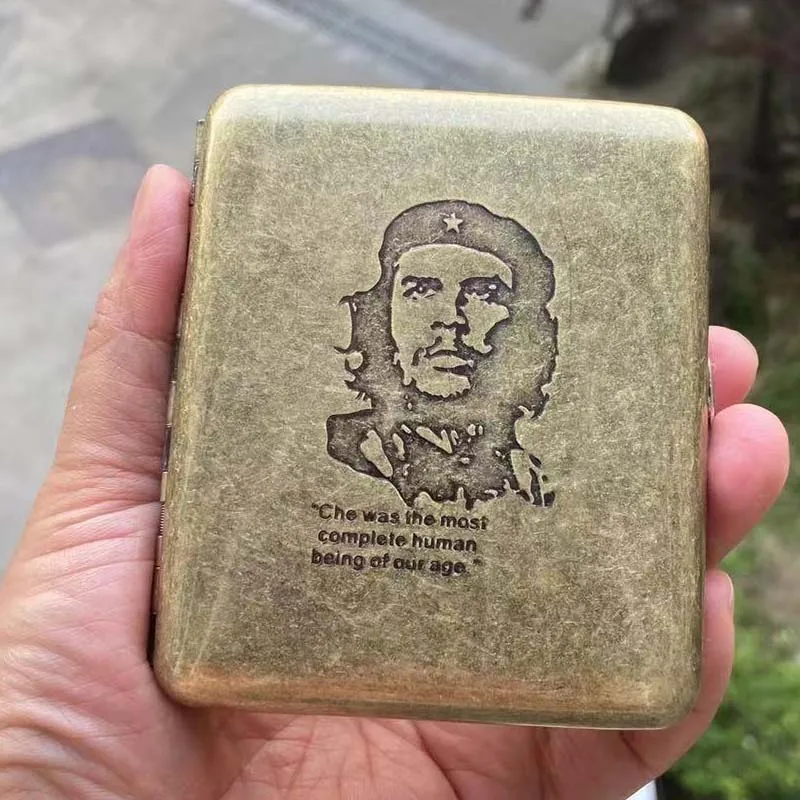 "Che was the most
complete human
being of our age."